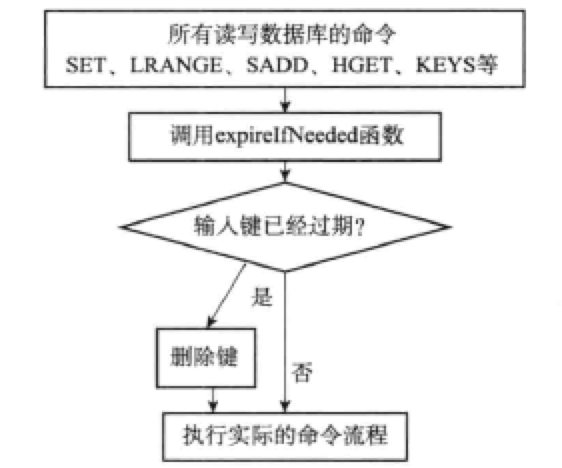 所有读写数据库的命令
SET、LRANGE、SADD、HGET、KEYS等
调用expireIfNeeded函数
输入键已经过期?
是
删除键
否
执行实际的命令流程